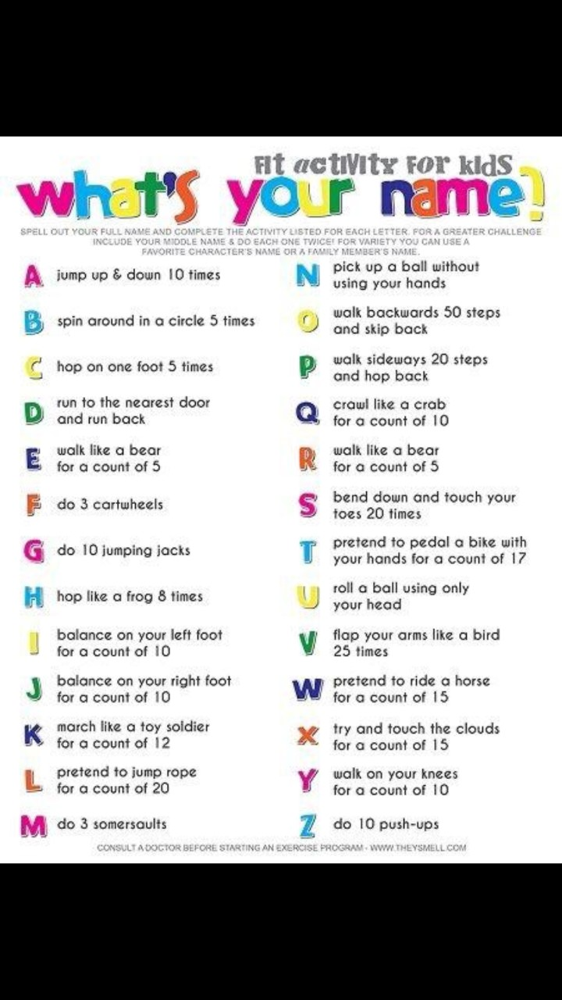 FIt activity for kids
what's your name?
SPELL OUT YOUR FULL NAME AND COMPLETE THE ACTIVITY LISTED FOR EACH LETTER. FOR A GREATER CHALLENGE
INCLUDE YOUR MIDDLE NAME & DO EACH ONE TWICE! FOR VARIETY YOU CAN USE A
FAVORITE CHARACTER'S NAME OR A FAMILY MEMBER'S NAME.
A jump up & down 10 times
B spin around in a circle 5 times
C hop on one foot 5 times
D run to the nearest door
and run back
E walk like a bear
for a count of 5
F do 3 cartwheels
G do 10 jumping jacks
H hop like a frog 8 times
I balance on your left foot
for a count of 10
J balance on your right foot
for a count of 10
K march like a toy soldier
for a count of 12
L pretend to jump rope
for a count of 20
M do 3 somersaults
N pick up a ball without
using your hands
O walk backwards 50 steps
and skip back
P walk sideways 20 steps
and hop back
Q crawl like a crab
for a count of 10
R walk like a bear
for a count of 5
S bend down and touch your
toes 20 times
T pretend to pedal a bike with
your hands for a count of 17
U roll a ball using only
your head
V flap your arms like a bird
25 times
W pretend to ride a horse
for a count of 15
X try and touch the clouds
for a count of 15
Y walk on your knees
for a count of 10
Z do 10 push-ups
CONSULT A DOCTOR BEFORE STARTING AN EXERCISE PROGRAM - WWW.THEYSMELL.COM